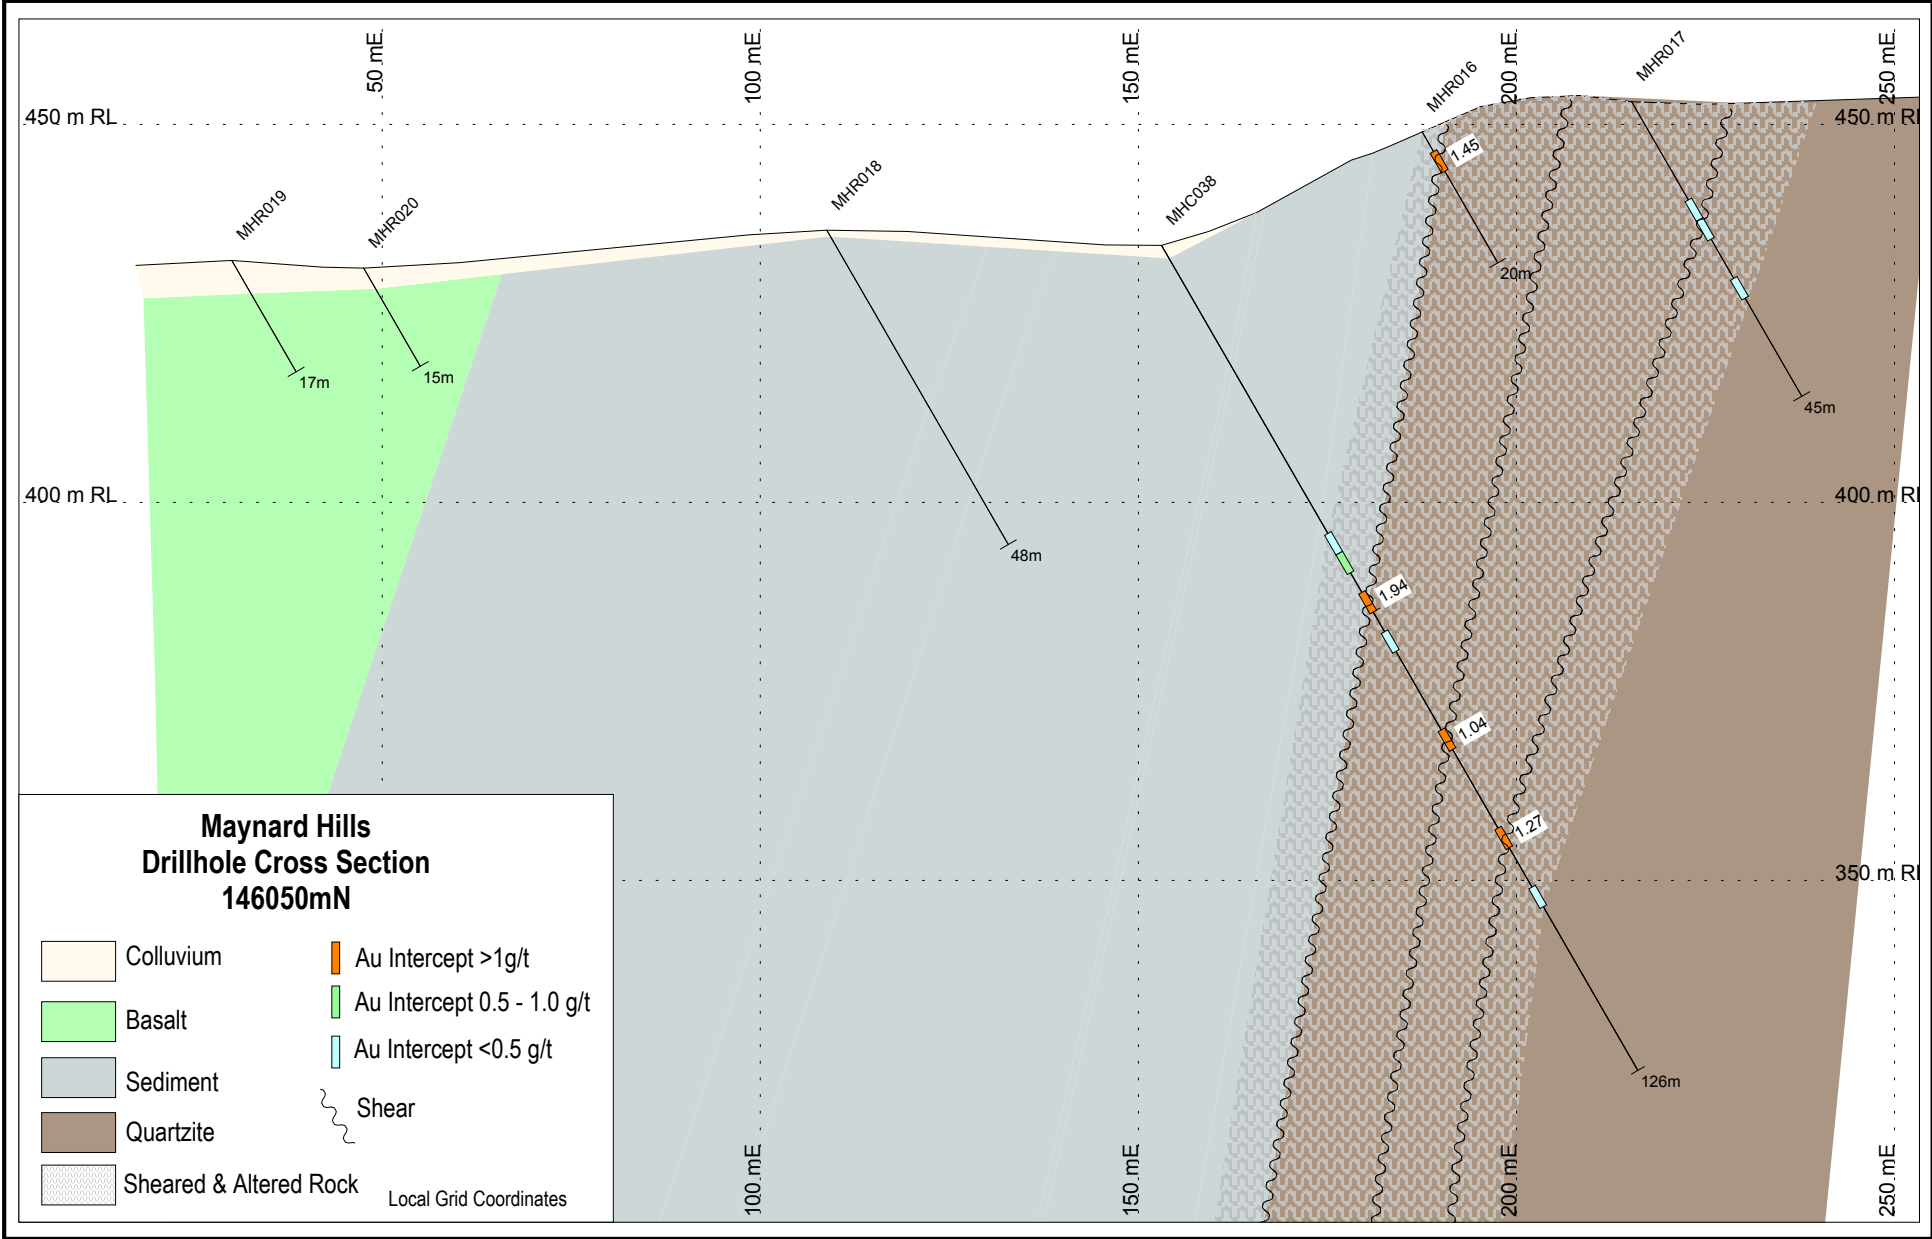 50 mE
100 mE
150 mE
200 mE
250 mE
MHR016
MHR017
450 m RL
450 m RL
1.45
MHR018
MHC038
MHR019
MHR020
20m
17m
15m
45m
400 m RL
400 m RL
48m
1.94
1.04
1.27
350 m RL
126m
Maynard Hills
Drillhole Cross Section
146050mN
Colluvium
Basalt
Sediment
Quartzite
Sheared & Altered Rock
Au Intercept >1g/t
Au Intercept 0.5 - 1.0 g/t
Au Intercept <0.5 g/t
Shear
Local Grid Coordinates
100 mE
150 mE
200 mE
250 mE